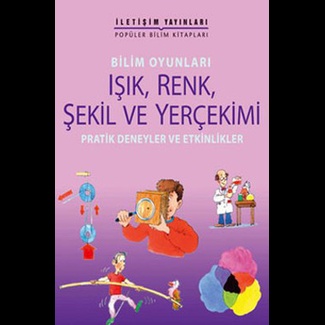 İLETİŞİM YAYINLARI
POPÜLER BİLİM KİTAPLARI
BİLİM OYUNLARI
IŞIK, RENK,
ŞEKİL VE YERÇEKİMİ
PRATİK DENEYLER VE ETKİNLİKLER